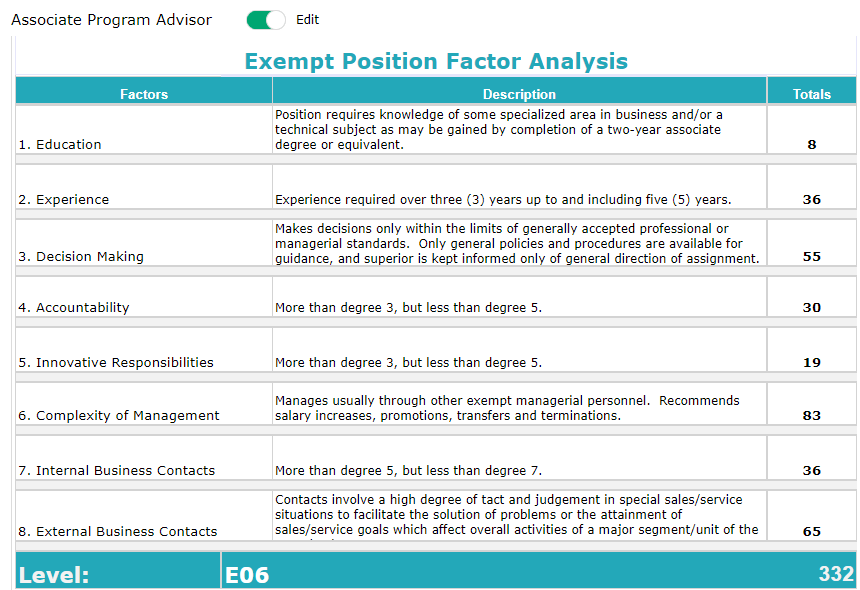 Associate Program Advisor Edit
Exempt Position Factor Analysis
Factors Description Totals
Position requires knowledge of some specialized area in business and/or a
technical subject as may be gained by completion of a two-year associate
1. Education degree or equivalent. 8
2. Experience Experience required over three (3) years up to and including five (5) years. 36
Makes decisions only within the limits of generally accepted professional or
managerial standards.  Only general policies and procedures are available for
3. Decision Making guidance, and superior is kept informed only of general direction of assignment. 55
4. Accountability More than degree 3, but less than degree 5. 30
5. Innovative Responsibilities More than degree 3, but less than degree 5. 19
Manages usually through other exempt managerial personnel.  Recommends
6. Complexity of Management salary increases, promotions, transfers and terminations. 83
7. Internal Business Contacts More than degree 5, but less than degree 7. 36
Contacts involve a high degree of tact and judgement in special sales/service
situations to facilitate the solution of problems or the attainment of
8. External Business Contacts sales/service goals which affect overall activities of a major segment/unit of the 65
Level: E06 332